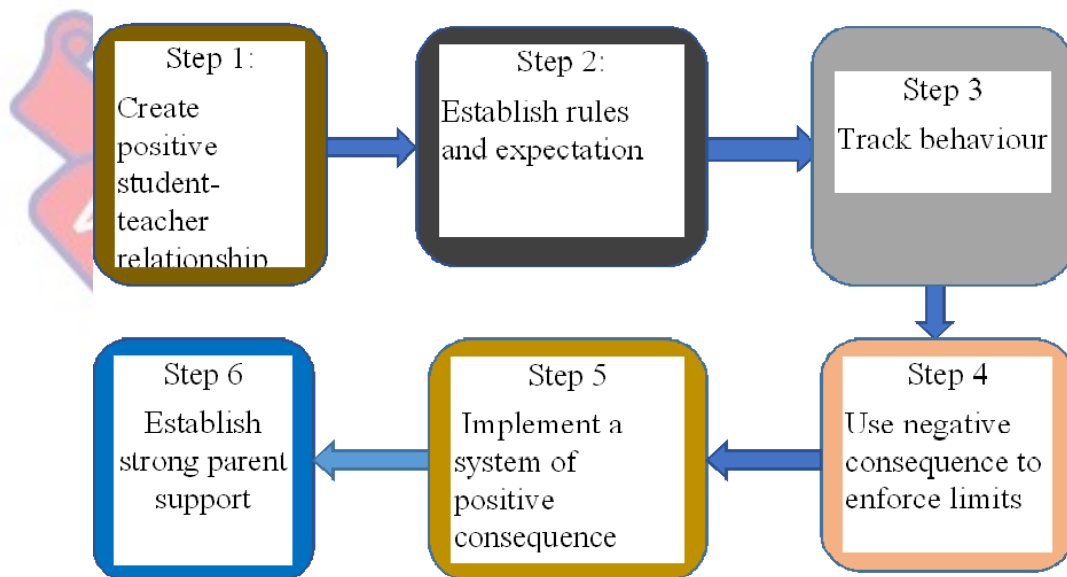 Step 1:
Create
positive
student-
teacher
relationship
Step 2:
Establish rules
and expectation
Step 3
Track behaviour
Step 4
Use negative
consequence to
enforce limits
Step 5
Implement a
system of
positive
consequence
Step 6
Establish
strong parent
support